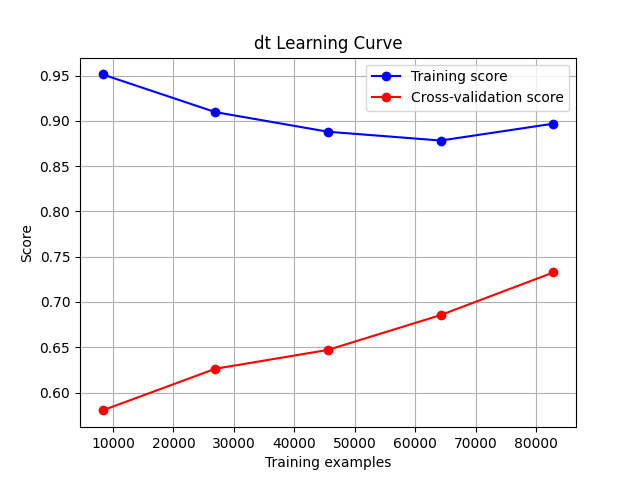 dt Learning Curve
Training score
Cross-validation score
0.95
0.90
0.85
0.80
0.75
0.70
0.65
0.60
Score
10000 20000 30000 40000 50000 60000 70000 80000
Training examples